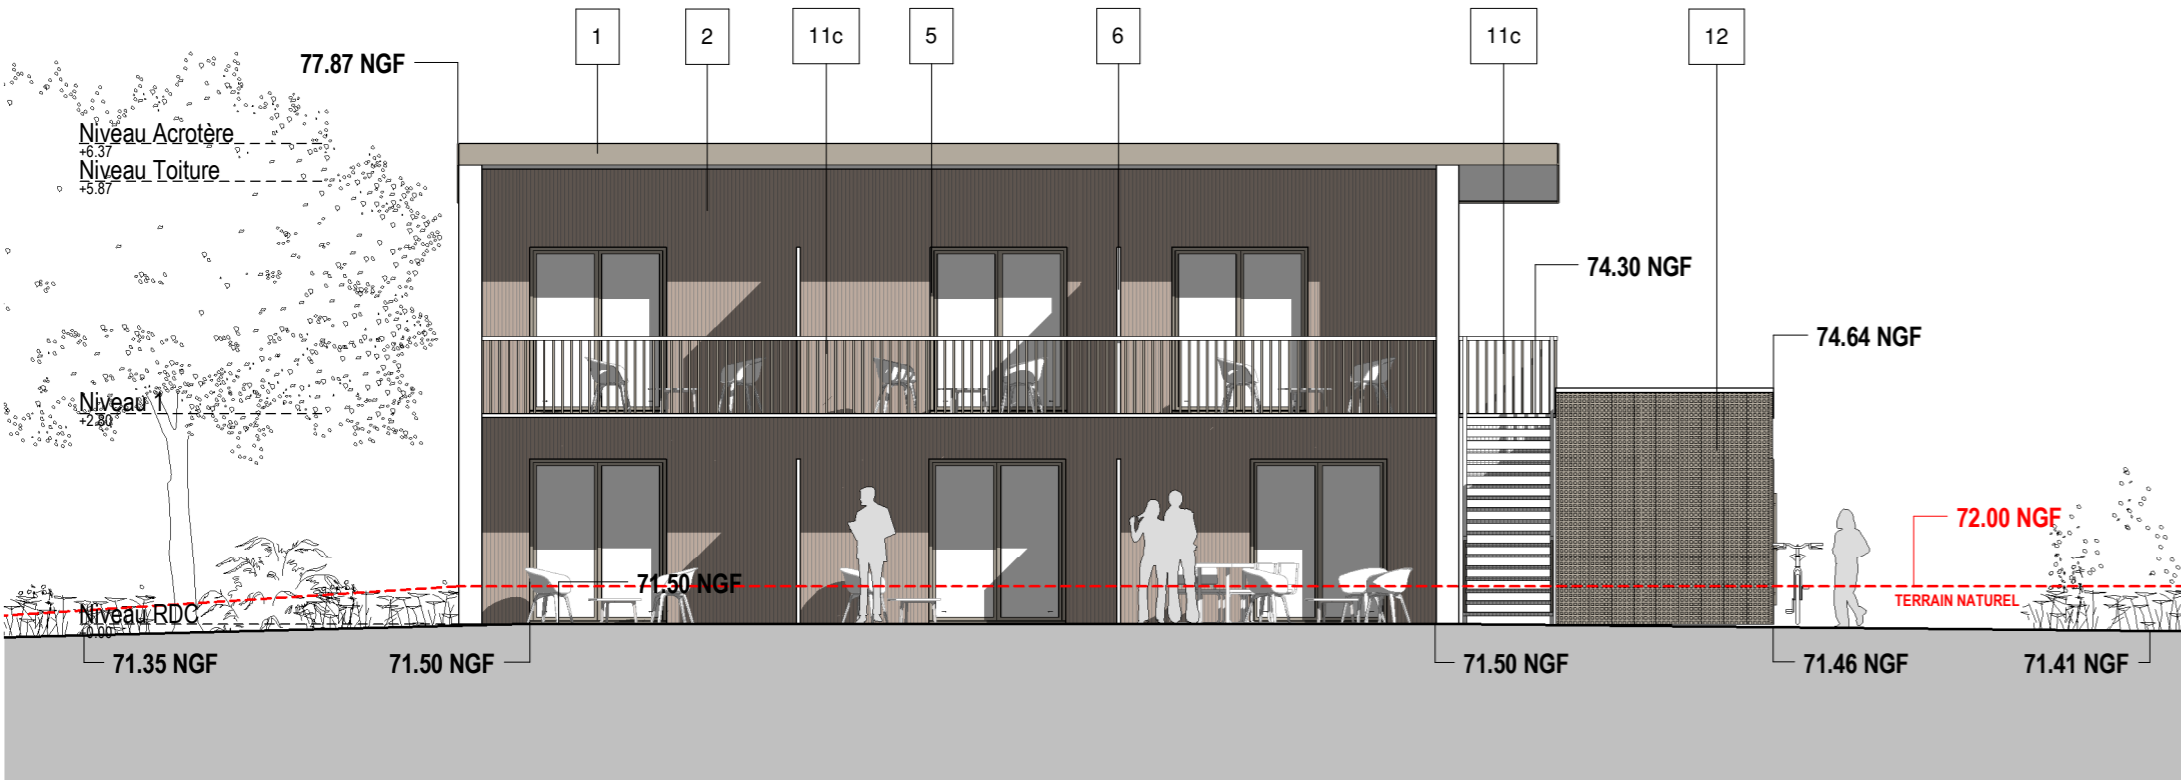 1
2
11c
5
6
11c
12
77.87 NGF
Niveau Acrotère
+6.37
Niveau Toiture
+5.87
74.30 NGF
74.64 NGF
Niveau 1
+2.80
72.00 NGF
71.50 NGF
TERRAIN NATUREL
Niveau RDC
+0.00
71.35 NGF
71.50 NGF
71.50 NGF
71.46 NGF
71.41 NGF